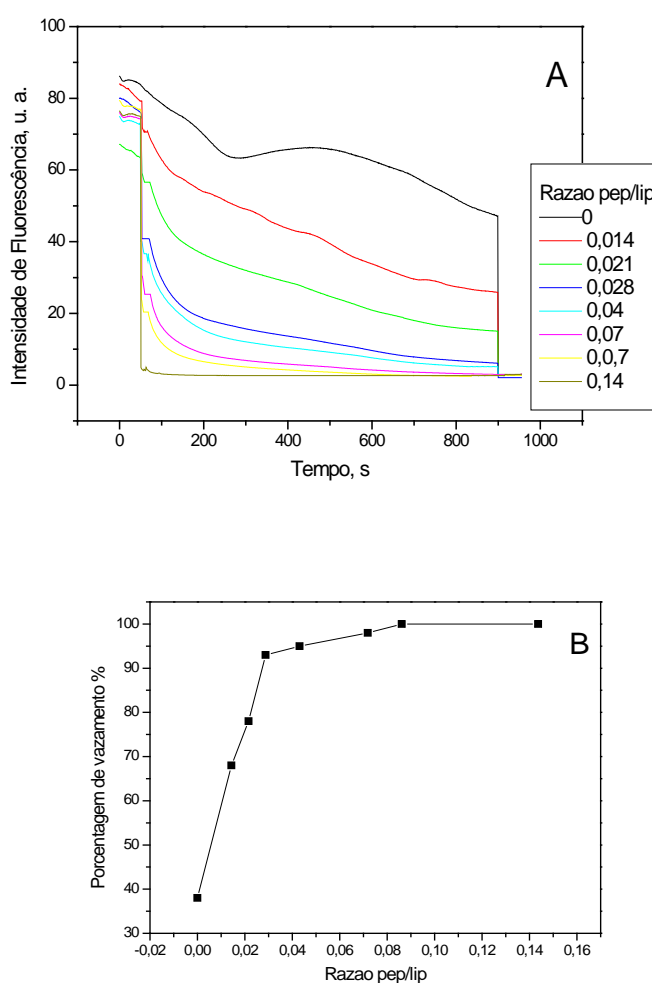 A
100
80
60
40
20
0
Intensidade de Fluorescência, u. a.
0 200 400 600 800 1000
Tempo, s
Razao pep/lip
0
0,014
0,021
0,028
0,04
0,07
0,0,7
0,14
B
100
90
80
70
60
50
40
30
Porcentagem de vazamento %
-0,02 0,00 0,02 0,04 0,06 0,08 0,10 0,12 0,14 0,16
Razao pep/lip